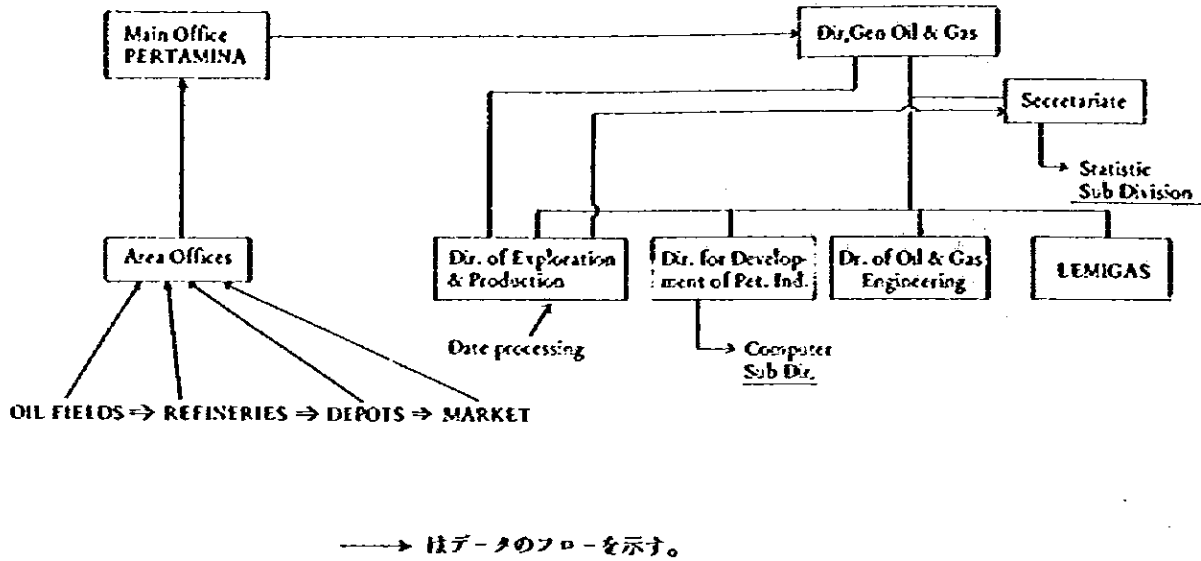 Main Office
PERTAMINA
Dir,Gen Oil & Gas
Secretariate
Statistic
Sub Division
Area Offices
Dir. of Exploration
& Production
Dir. for Develop-
ment of Pet. Ind.
Dr. of Oil & Gas
Engineering
LEMIGAS
Date processing
Computer
Sub Dir.
OIL FIELDS ⇒ REFINERIES ⇒ DEPOTS ⇒ MARKET
⟶ はデータのフローを示す。